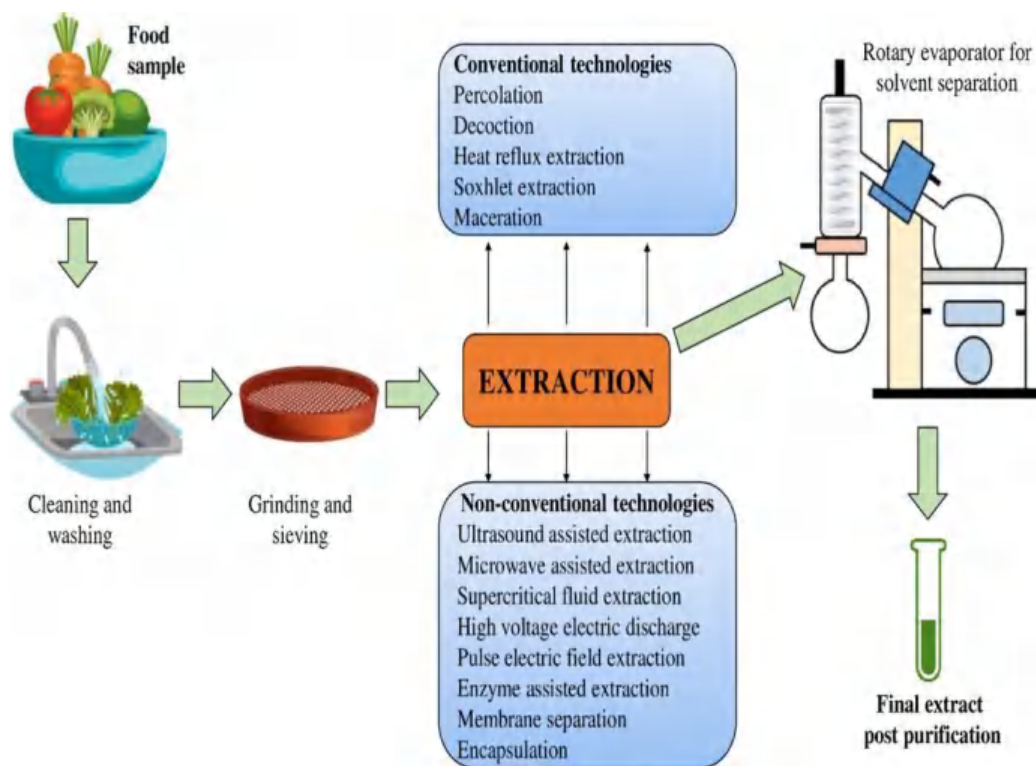 Food
sample
Cleaning and
washing
Grinding and
sieving
Conventional technologies
Percolation
Decoction
Heat reflux extraction
Soxhlet extraction
Maceration
EXTRACTION
Non-conventional technologies
Ultrasound assisted extraction
Microwave assisted extraction
Supercritical fluid extraction
High voltage electric discharge
Pulse electric field extraction
Enzyme assisted extraction
Membrane separation
Encapsulation
Rotary evaporator for
solvent separation
Final extract
post purification